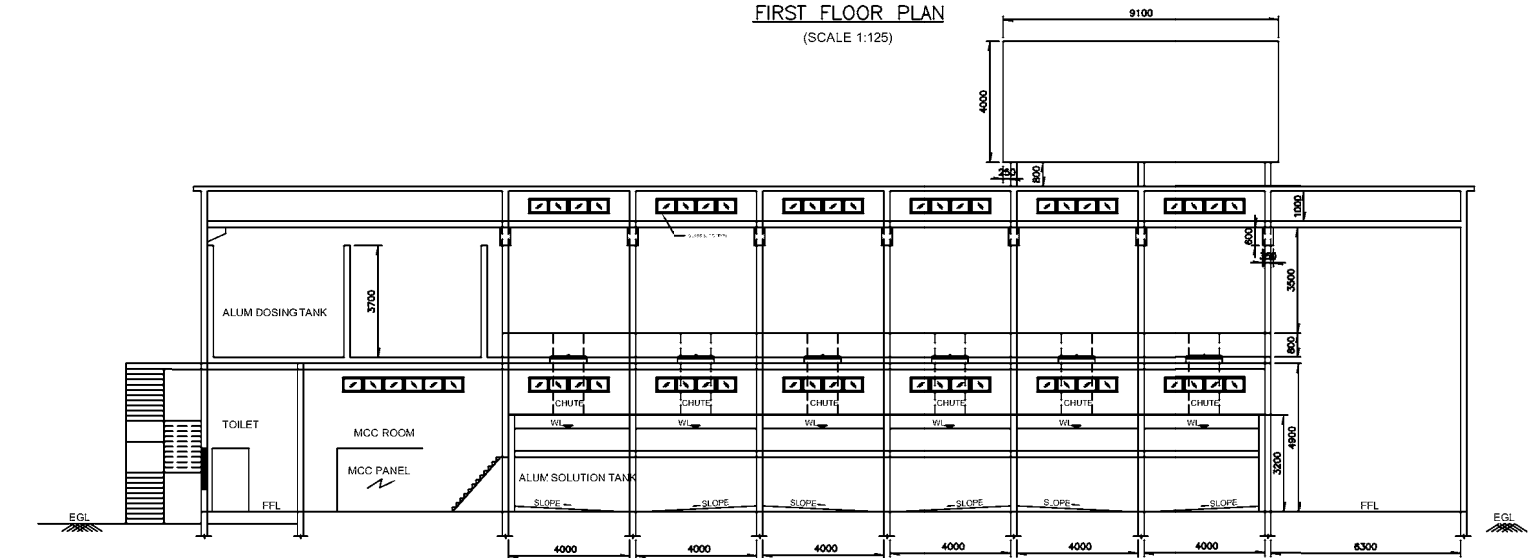 FIRST FLOOR PLAN
(SCALE 1:125)
9100
4000
250
800
1000
600
3500
800
3700
ALUM DOSING TANK
CHUTE CHUTE CHUTE CHUTE CHUTE CHUTE
WL WL WL WL WL WL
TOILET
MCC ROOM
MCC PANEL
ALUM SOLUTION TANK
3200
4900
SLOPE SLOPE SLOPE SLOPE SLOPE SLOPE
FFL FFL
EGL EGL
4000 4000 4000 4000 4000 4000 6300